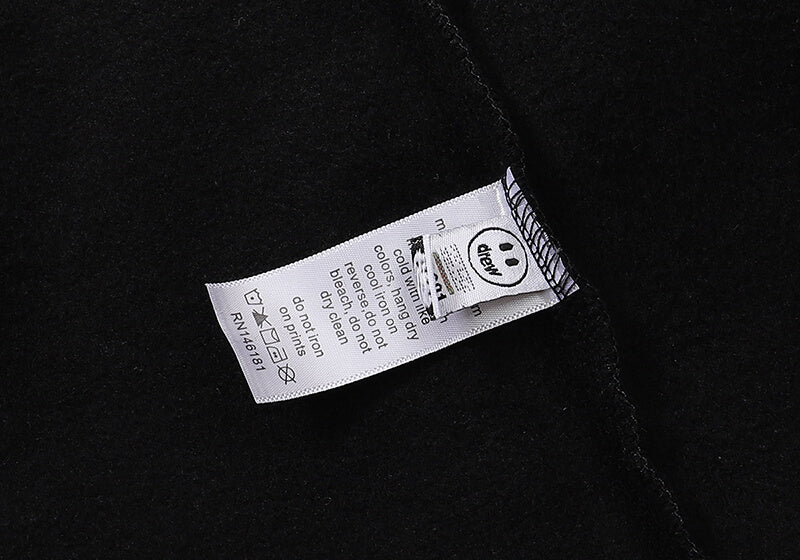 drew
m
cold with like
colors, hang dry
cool iron on
reverse, do not
bleach, do not
dry clean
do not iron
on prints
RN146181